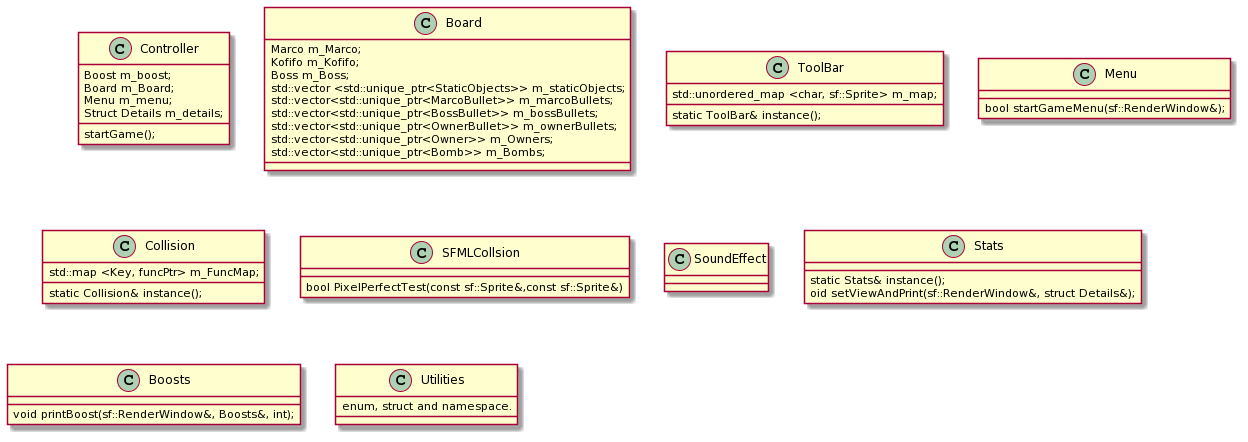 C Controller
Boost m_boost;
Board m_Board;
Menu m_menu;
Struct Details m_details;
startGame();
C Board
Marco m_Marco;
Kofifo m_Kofifo;
Boss m_Boss;
std::vector <std::unique_ptr<StaticObjects>> m_staticObjects;
std::vector<std::unique_ptr<MarcoBullet>> m_marcoBullets;
std::vector<std::unique_ptr<BossBullet>> m_bossBullets;
std::vector<std::unique_ptr<OwnerBullet>> m_ownerBullets;
std::vector<std::unique_ptr<Owner>> m_Owners;
std::vector<std::unique_ptr<Bomb>> m_Bombs;
C ToolBar
std::unordered_map <char, sf::Sprite> m_map;
static ToolBar& instance();
C Menu
bool startGameMenu(sf::RenderWindow&);
C Collision
std::map <Key, funcPtr> m_FuncMap;
static Collision& instance();
C SFMLCollsion
bool PixelPerfectTest(const sf::Sprite&,const sf::Sprite&)
C SoundEffect
C Stats
static Stats& instance();
oid setViewAndPrint(sf::RenderWindow&, struct Details&);
C Boosts
void printBoost(sf::RenderWindow&, Boosts&, int);
C Utilities
enum, struct and namespace.